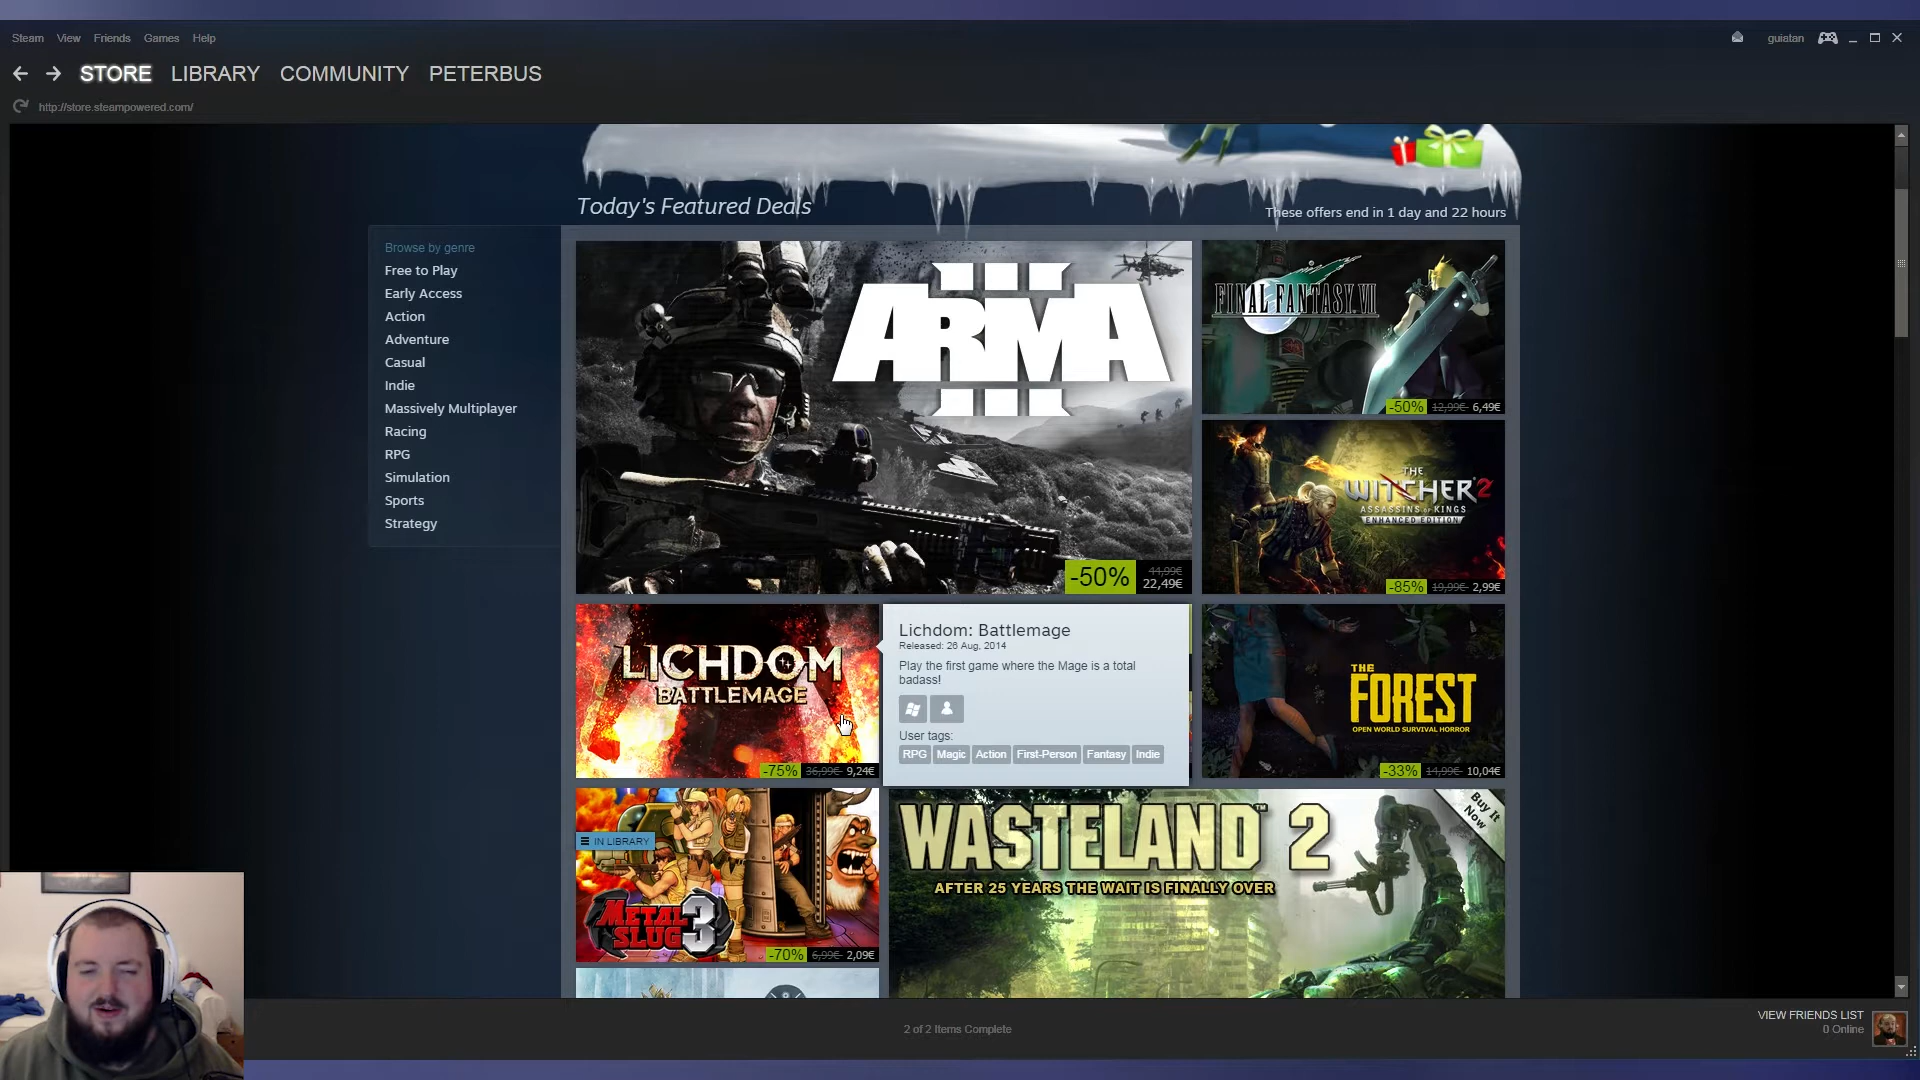 Steam View Friends Games Help
guiatan
STORE LIBRARY COMMUNITY PETERBUS
http://store.steampowered.com/
Today's Featured Deals
These offers end in 1 day and 22 hours
Browse by genre
Free to Play
Early Access
Action
Adventure
Casual
Indie
Massively Multiplayer
Racing
RPG
Simulation
Sports
Strategy
III
ARMA
III
-50% 44,99€
22,49€
FINAL FANTASY VII
-50% 12,99€ 6,49€
THE
WITCHER 2
ASSASSINS OF KINGS
ENHANCED EDITION
-85% 19,99€ 2,99€
LICHDOM
BATTLEMAGE
-75% 36,99€ 9,24€
Lichdom: Battlemage
Released: 26 Aug, 2014
Play the first game where the Mage is a total
badass!
User tags:
RPG Magic Action First-Person Fantasy Indie
THE
FOREST
OPEN WORLD SURVIVAL HORROR
-33% 14,99€ 10,04€
IN LIBRARY
METAL
SLUG 3
-70% 6,99€ 2,09€
WASTELAND 2
™
AFTER 25 YEARS THE WAIT IS FINALLY OVER
Buy It
Now
2 of 2 Items Complete
VIEW FRIENDS LIST
0 Online